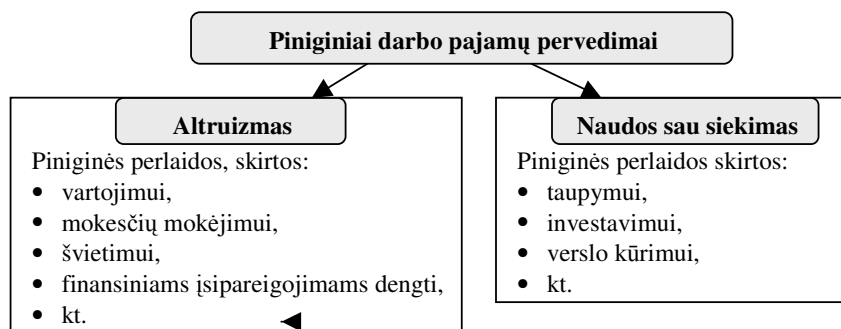 Piniginiai darbo pajamų pervedimai
Altruizmas
Piniginės perlaidos, skirtos:
• vartojimui,
• mokesčių mokėjimui,
• švietimui,
• finansiniams įsipareigojimams dengti,
• kt.
Naudos sau siekimas
Piniginės perlaidos skirtos:
• taupymui,
• investavimui,
• verslo kūrimui,
• kt.